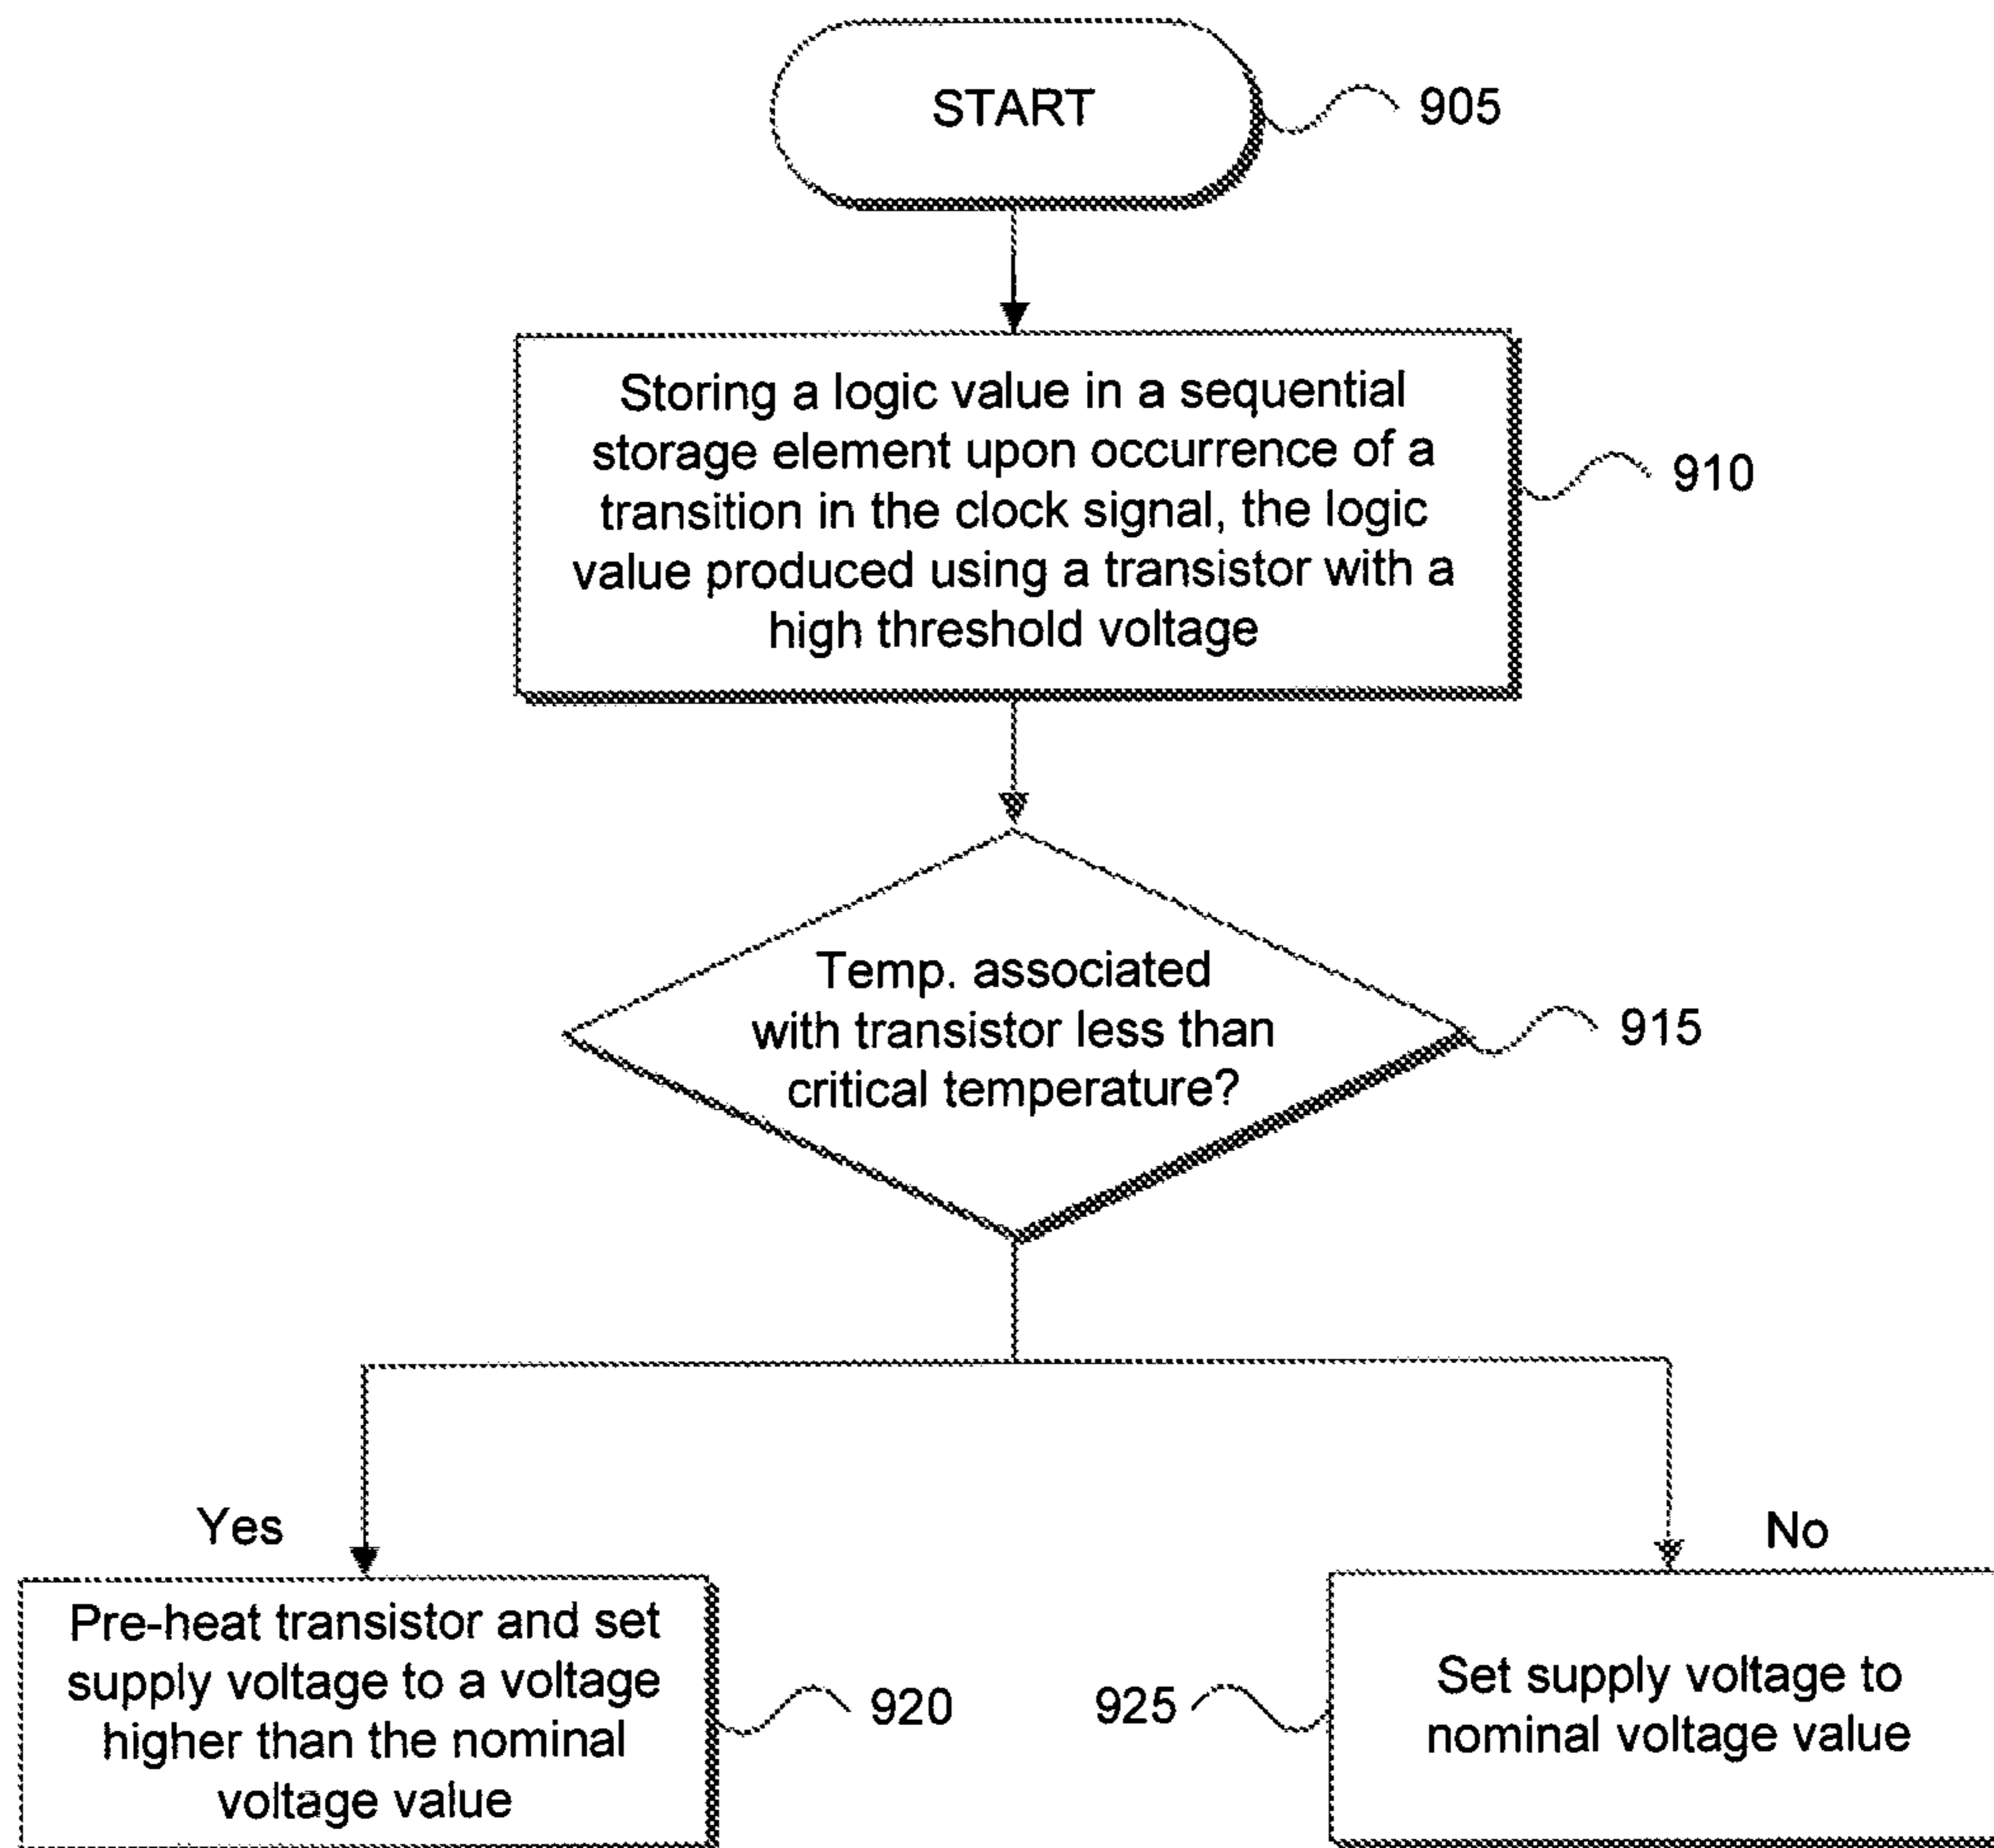 START
905
Storing a logic value in a sequential
storage element upon occurrence of a
transition in the clock signal, the logic
value produced using a transistor with a
high threshold voltage
910
Temp. associated
with transistor less than
critical temperature?
915
Yes
No
Pre-heat transistor and set
supply voltage to a voltage
higher than the nominal
voltage value
920
925
Set supply voltage to
nominal voltage value